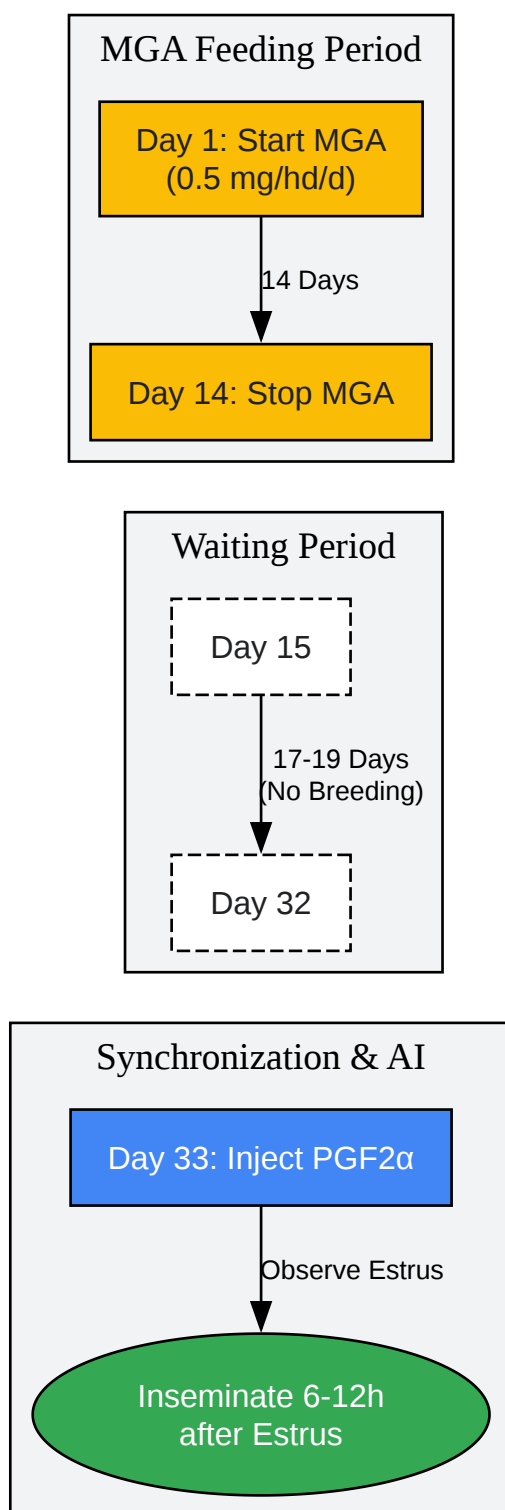 MGA Feeding Period
Day 1: Start MGA
(0.5 mg/hd/d)
14 Days
Day 14: Stop MGA
Waiting Period
Day 15
17-19 Days
(No Breeding)
Day 32
Synchronization & AI
Day 33: Inject PGF2α
Observe Estrus
Inseminate 6-12h
after Estrus